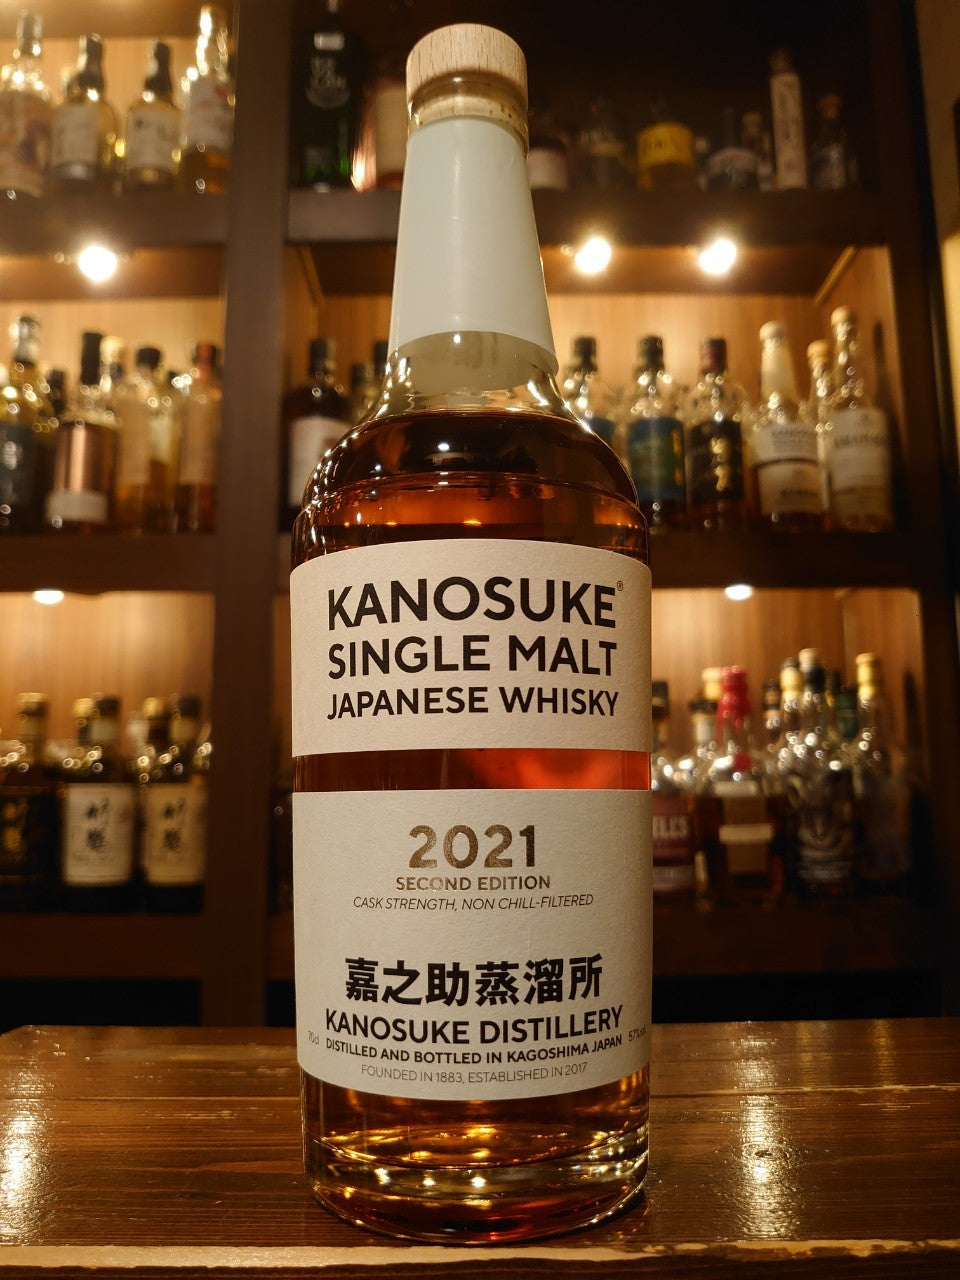 KANOSUKE®
SINGLE MALT
JAPANESE WHISKY
2021
SECOND EDITION
CASK STRENGTH, NON CHILL-FILTERED
嘉之助蒸溜所
KANOSUKE DISTILLERY
70cl DISTILLED AND BOTTLED IN KAGOSHIMA JAPAN 57%
FOUNDED IN 1883, ESTABLISHED IN 2017